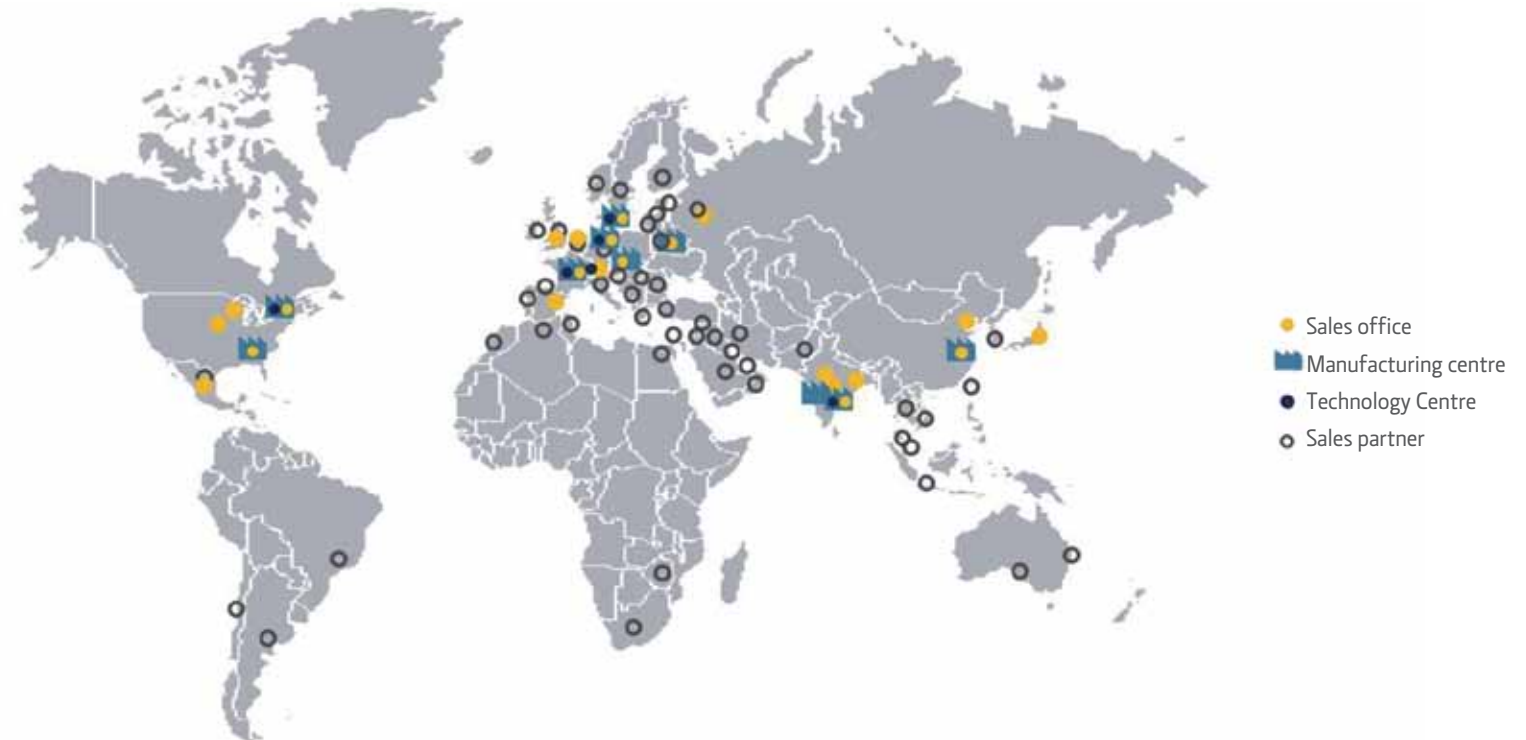 Sales office
Manufacturing centre
Technology Centre
Sales partner